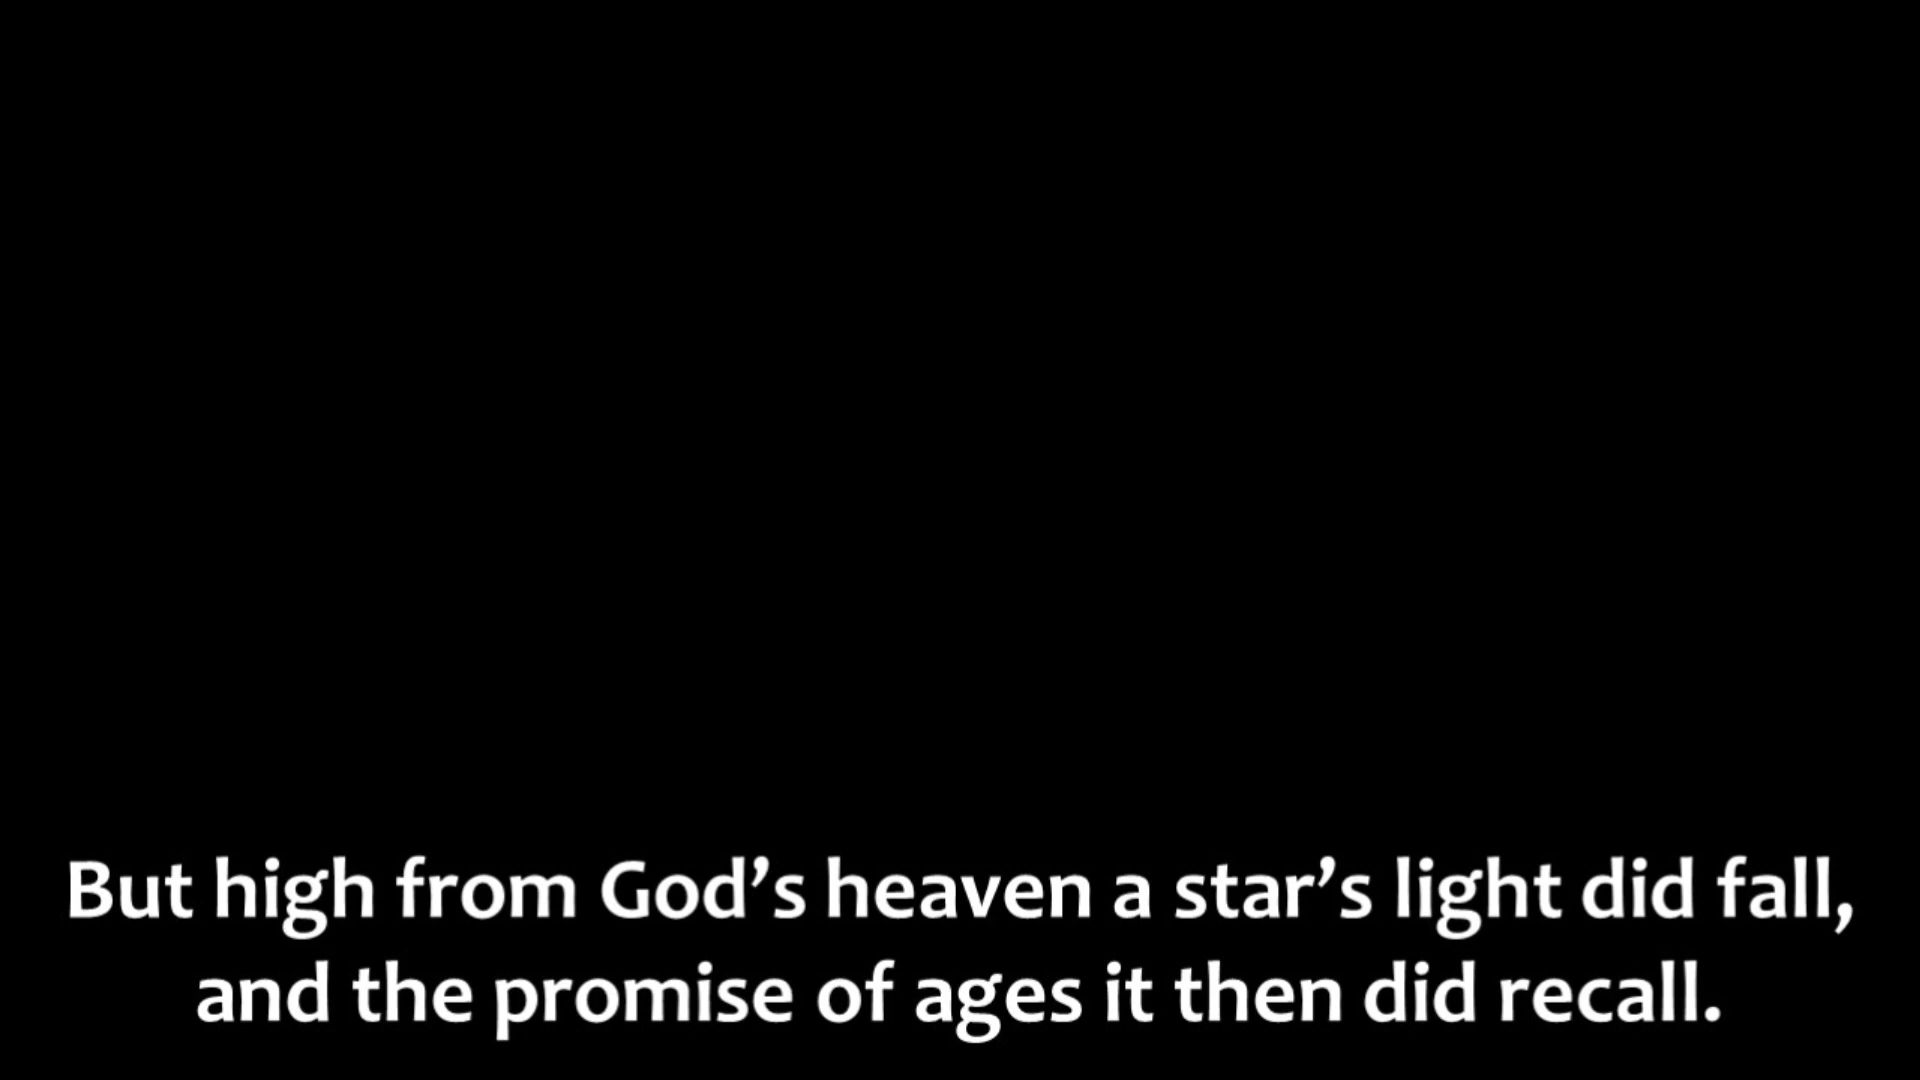 But high from God’s heaven a star’s light did fall,
and the promise of ages it then did recall.